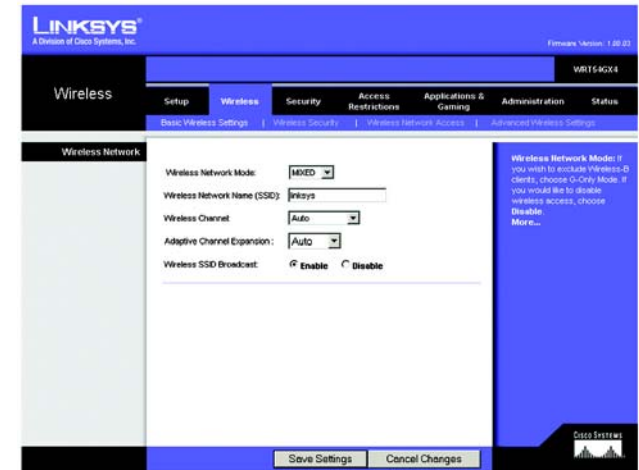 LINKSYS®
A Division of Cisco Systems, Inc.
Firmware Version: 1.00.03
WRT54GX4
Wireless
Setup
Wireless
Security
Access Restrictions
Applications & Gaming
Administration
Status
Basic Wireless Settings | Wireless Security | Wireless Network Access | Advanced Wireless Settings
Wireless Network
Wireless Network Mode: MIXED
Wireless Network Name (SSID): linksys
Wireless Channel: Auto
Adaptive Channel Expansion: Auto
Wireless SSID Broadcast: Enable Disable
Wireless Network Mode: If
you wish to exclude Wireless-B
clients, choose G-Only Mode. If
you would like to disable
wireless access, choose
Disable.
More...
Save Settings
Cancel Changes
CISCO SYSTEMS